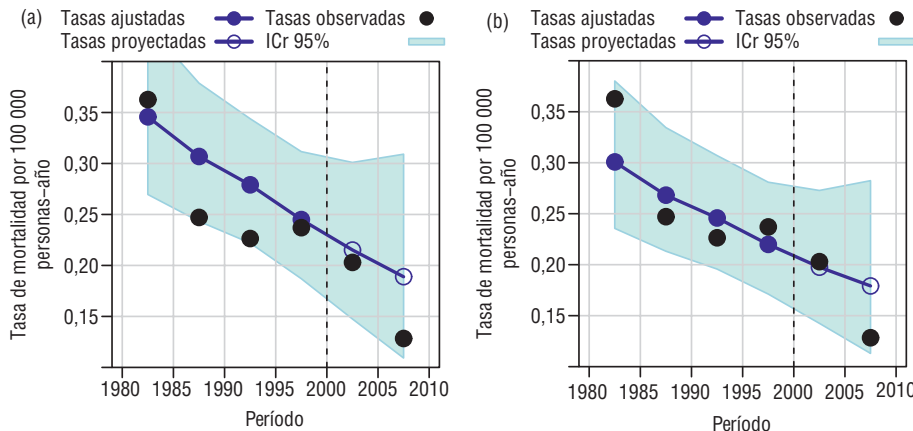 (a) Tasas ajustadas Tasas observadas
Tasas proyectadas ICr 95%
Tasa de mortalidad por 100 000
personas–año
0,35
0,30
0,25
0,20
0,15
1980 1985 1990 1995 2000 2005 2010
Período
(b) Tasas ajustadas Tasas observadas
Tasas proyectadas ICr 95%
Tasa de mortalidad por 100 000
personas–año
0,35
0,30
0,25
0,20
0,15
1980 1985 1990 1995 2000 2005 2010
Período